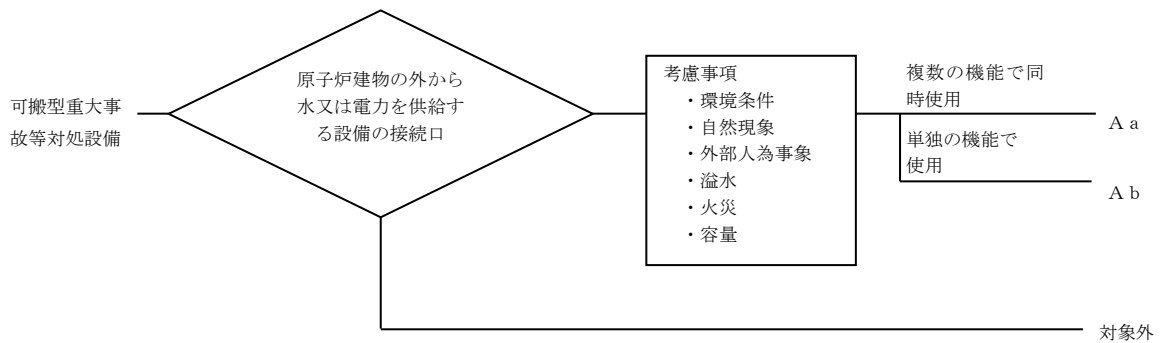 可搬型重大事
故等対処設備
原子炉建物の外から
水又は電力を供給す
る設備の接続口
考慮事項
・環境条件
・自然現象
・外部人為事象
・溢水
・火災
・容量
複数の機能で同
時使用
Ａａ
単独の機能で
使用
Ａｂ
対象外